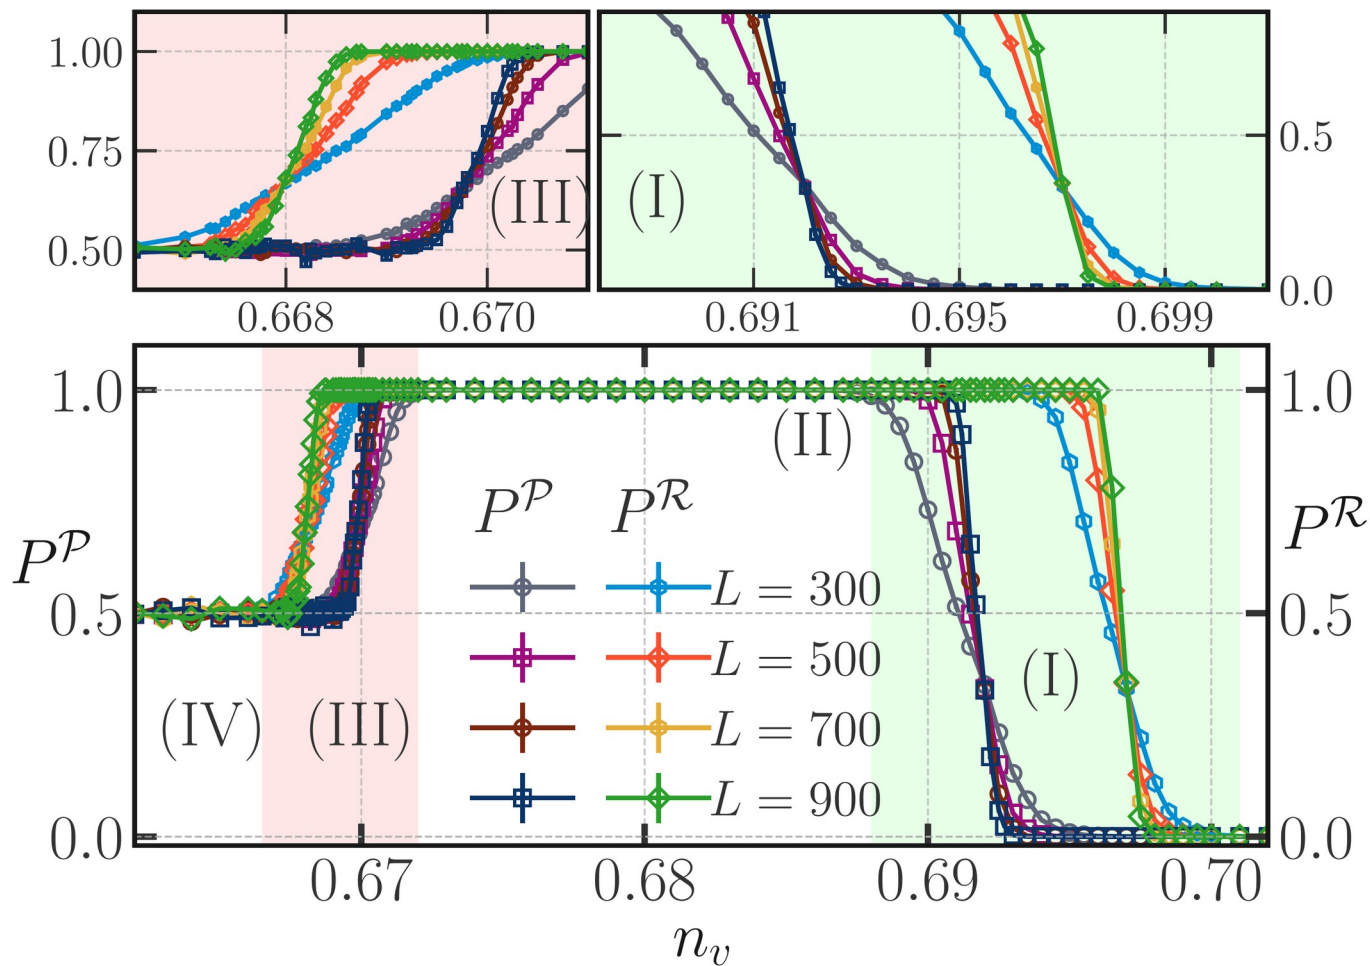 1.00
0.75
0.50
(III)
0.668
0.670
(I)
0.5
0.0
0.691
0.695
0.699
1.0
0.5
0.0
P^𝒫
(IV)
(III)
(II)
(I)
P^𝒫 P^ℛ
L = 300
L = 500
L = 700
L = 900
1.0
0.5
0.0
P^ℛ
0.67
0.68
0.69
0.70
n_v